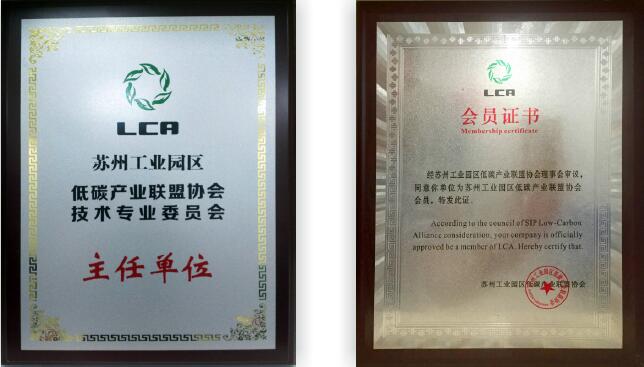 LCA
苏州工业园区
低碳产业联盟协会
技术专业委员会
主任单位
LCA
会员证书
Membership certificate
经苏州工业园区低碳产业联盟协会理事会审议,
同意你单位为苏州工业园区低碳产业联盟协会
会员,特发此证。
According to the council of SIP Low-Carbon
Alliance consideration, your company is officially
approved be a member of LCA. Hereby certify that.
苏州工业园区低碳产业联盟协会